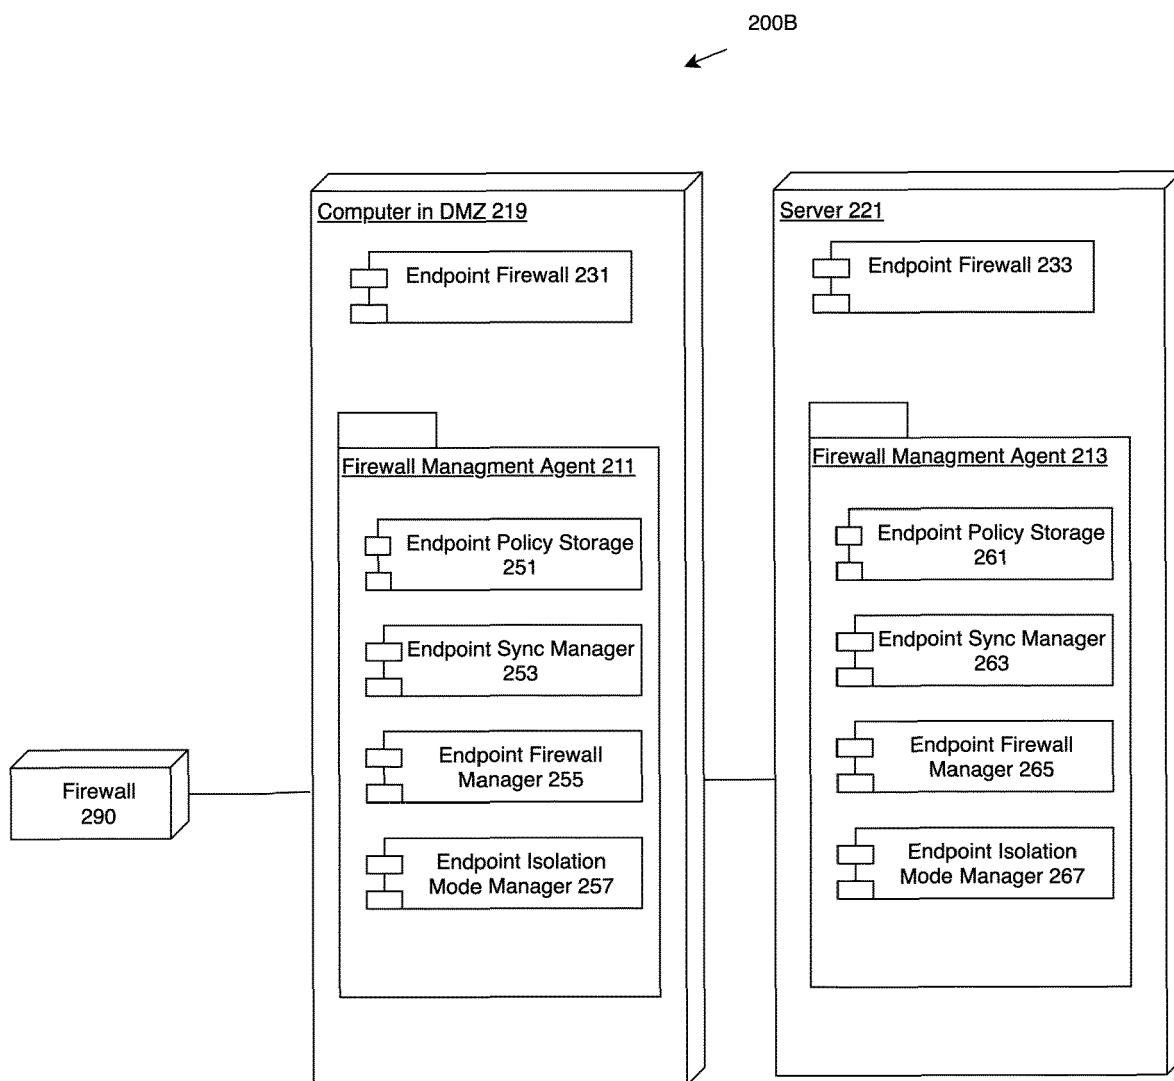 200B
Computer in DMZ 219
Endpoint Firewall 231
Firewall Managment Agent 211
Endpoint Policy Storage
251
Endpoint Sync Manager
253
Endpoint Firewall
Manager 255
Endpoint Isolation
Mode Manager 257
Server 221
Endpoint Firewall 233
Firewall Managment Agent 213
Endpoint Policy Storage
261
Endpoint Sync Manager
263
Endpoint Firewall
Manager 265
Endpoint Isolation
Mode Manager 267
Firewall
290